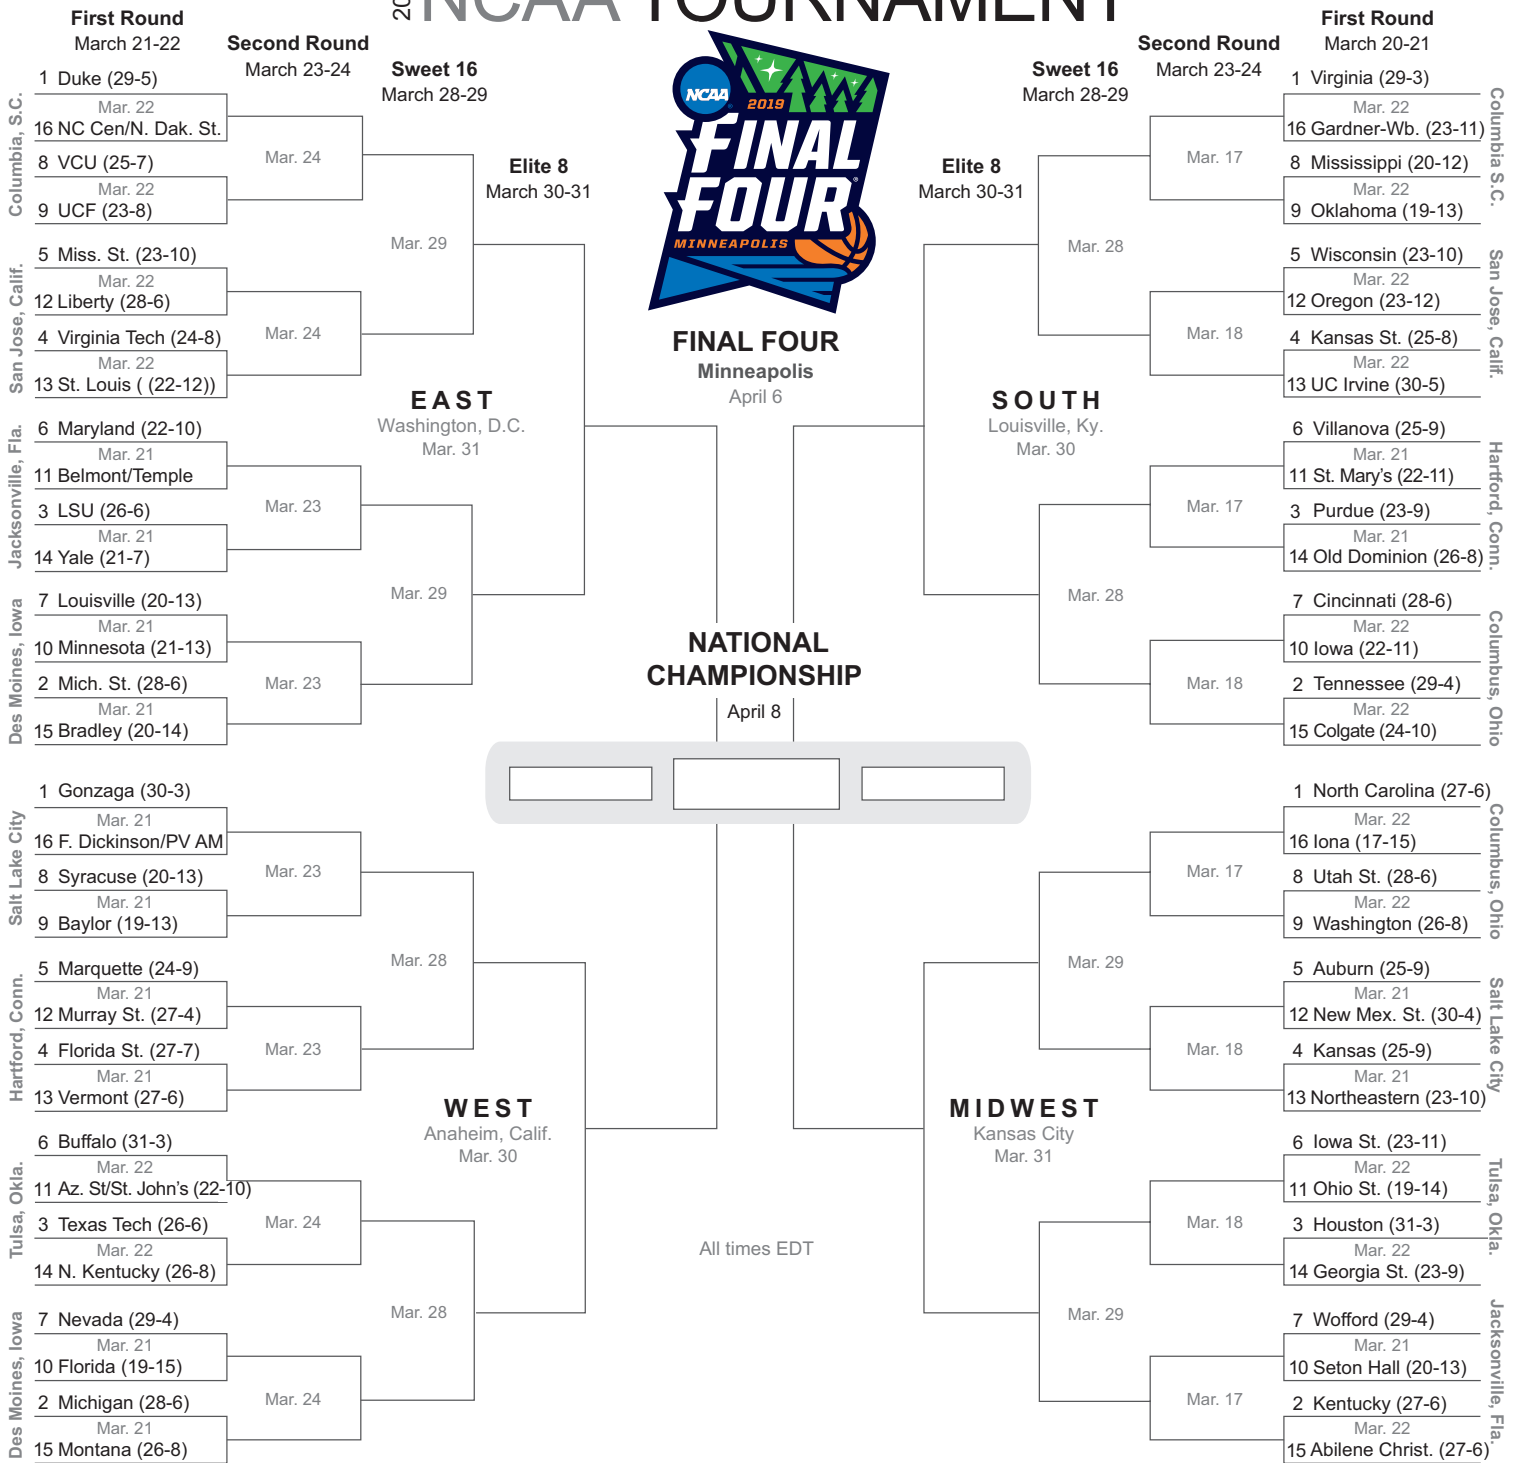 20
NCAA TOURNAMENT
First Round
March 21-22
Second Round
March 23-24
Sweet 16
March 28-29
Elite 8
March 30-31
NCAA
2019
FINAL
FOUR
MINNEAPOLIS
FINAL FOUR
Minneapolis
April 6
Elite 8
March 30-31
Sweet 16
March 28-29
Second Round
March 23-24
First Round
March 20-21
Columbia, S.C.
1 Duke (29-5)
Mar. 22
16 NC Cen/N. Dak. St.
8 VCU (25-7)
Mar. 22
9 UCF (23-8)
Mar. 24
San Jose, Calif.
5 Miss. St. (23-10)
Mar. 22
12 Liberty (28-6)
4 Virginia Tech (24-8)
Mar. 22
13 St. Louis ( (22-12))
Mar. 24
Mar. 29
EAST
Washington, D.C.
Mar. 31
Jacksonville, Fla.
6 Maryland (22-10)
Mar. 21
11 Belmont/Temple
3 LSU (26-6)
Mar. 21
14 Yale (21-7)
Mar. 23
Des Moines, Iowa
7 Louisville (20-13)
Mar. 21
10 Minnesota (21-13)
2 Mich. St. (28-6)
Mar. 21
15 Bradley (20-14)
Mar. 23
Mar. 29
Salt Lake City
1 Gonzaga (30-3)
Mar. 21
16 F. Dickinson/PV AM
8 Syracuse (20-13)
Mar. 21
9 Baylor (19-13)
Mar. 23
Hartford, Conn.
5 Marquette (24-9)
Mar. 21
12 Murray St. (27-4)
4 Florida St. (27-7)
Mar. 21
13 Vermont (27-6)
Mar. 23
Mar. 28
WEST
Anaheim, Calif.
Mar. 30
Tulsa, Okla.
6 Buffalo (31-3)
Mar. 22
11 Az. St/St. John's (22-10)
3 Texas Tech (26-6)
Mar. 22
14 N. Kentucky (26-8)
Mar. 24
Des Moines, Iowa
7 Nevada (29-4)
Mar. 21
10 Florida (19-15)
2 Michigan (28-6)
Mar. 21
15 Montana (26-8)
Mar. 24
Mar. 28
NATIONAL
CHAMPIONSHIP
April 8
All times EDT
Columbia S.C.
1 Virginia (29-3)
Mar. 22
16 Gardner-Wb. (23-11)
8 Mississippi (20-12)
Mar. 22
9 Oklahoma (19-13)
Mar. 17
San Jose, Calif.
5 Wisconsin (23-10)
Mar. 22
12 Oregon (23-12)
4 Kansas St. (25-8)
Mar. 22
13 UC Irvine (30-5)
Mar. 18
Mar. 28
SOUTH
Louisville, Ky.
Mar. 30
Hartford, Conn.
6 Villanova (25-9)
Mar. 21
11 St. Mary's (22-11)
3 Purdue (23-9)
Mar. 21
14 Old Dominion (26-8)
Mar. 17
Columbus, Ohio
7 Cincinnati (28-6)
Mar. 22
10 Iowa (22-11)
2 Tennessee (29-4)
Mar. 22
15 Colgate (24-10)
Mar. 18
Mar. 28
Columbus, Ohio
1 North Carolina (27-6)
Mar. 22
16 Iona (17-15)
8 Utah St. (28-6)
Mar. 22
9 Washington (26-8)
Mar. 17
Salt Lake City
5 Auburn (25-9)
Mar. 21
12 New Mex. St. (30-4)
4 Kansas (25-9)
Mar. 21
13 Northeastern (23-10)
Mar. 18
Mar. 29
MIDWEST
Kansas City
Mar. 31
Tulsa, Okla.
6 Iowa St. (23-11)
Mar. 22
11 Ohio St. (19-14)
3 Houston (31-3)
Mar. 22
14 Georgia St. (23-9)
Mar. 18
Jacksonville, Fla.
7 Wofford (29-4)
Mar. 21
10 Seton Hall (20-13)
2 Kentucky (27-6)
Mar. 22
15 Abilene Christ. (27-6)
Mar. 17
Mar. 29